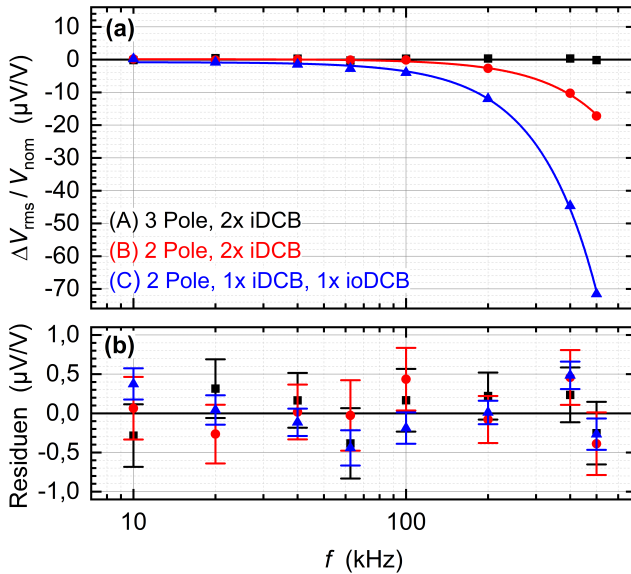 (a)
10
0
-10
-20
-30
-40
-50
-60
-70
ΔV_rms / V_nom (µV/V)
(A) 3 Pole, 2x iDCB
(B) 2 Pole, 2x iDCB
(C) 2 Pole, 1x iDCB, 1x ioDCB
(b)
1,0
0,5
0,0
-0,5
-1,0
Residuen (µV/V)
10 100
f (kHz)